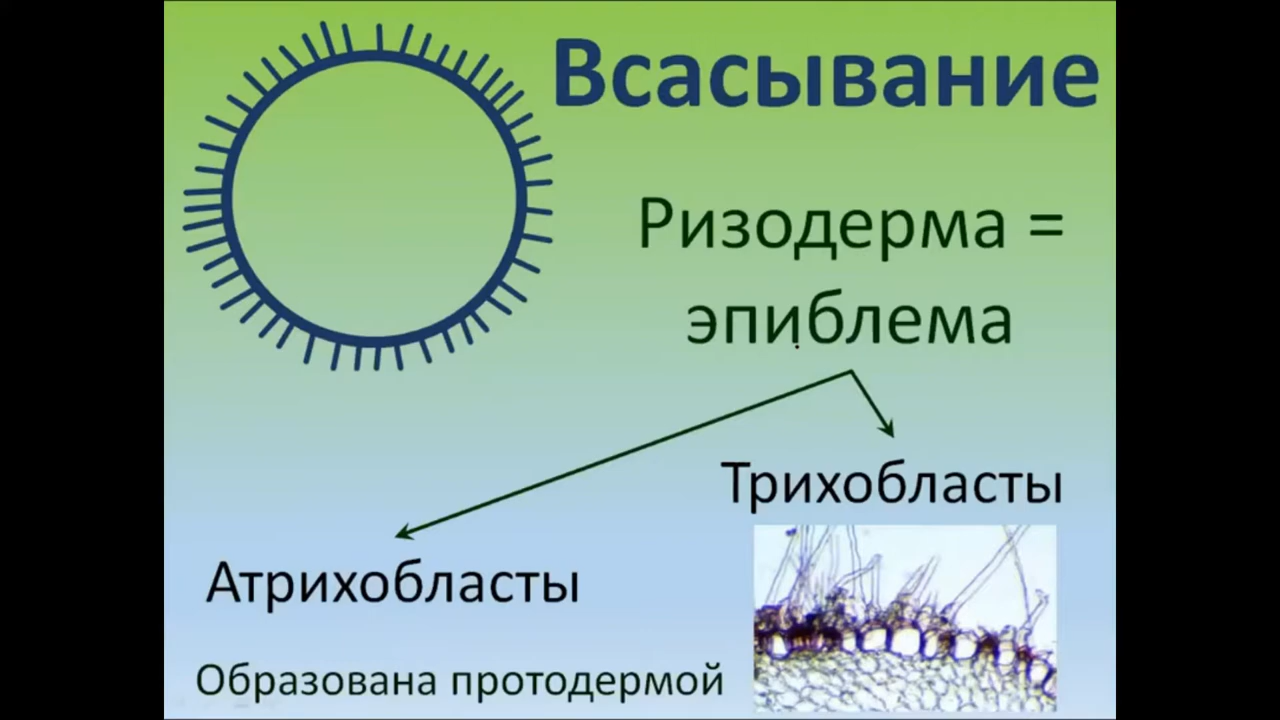 Всасывание
Ризодерма =
эпиблема
Трихобласты
Атрихобласты
Образована протодермой